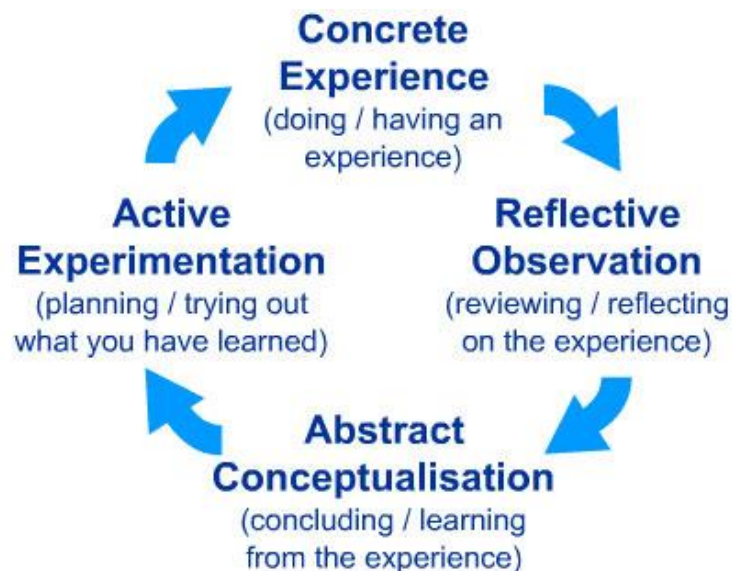 Concrete
Experience
(doing / having an
experience)
Reflective
Observation
(reviewing / reflecting
on the experience)
Abstract
Conceptualisation
(concluding / learning
from the experience)
Active
Experimentation
(planning / trying out
what you have learned)